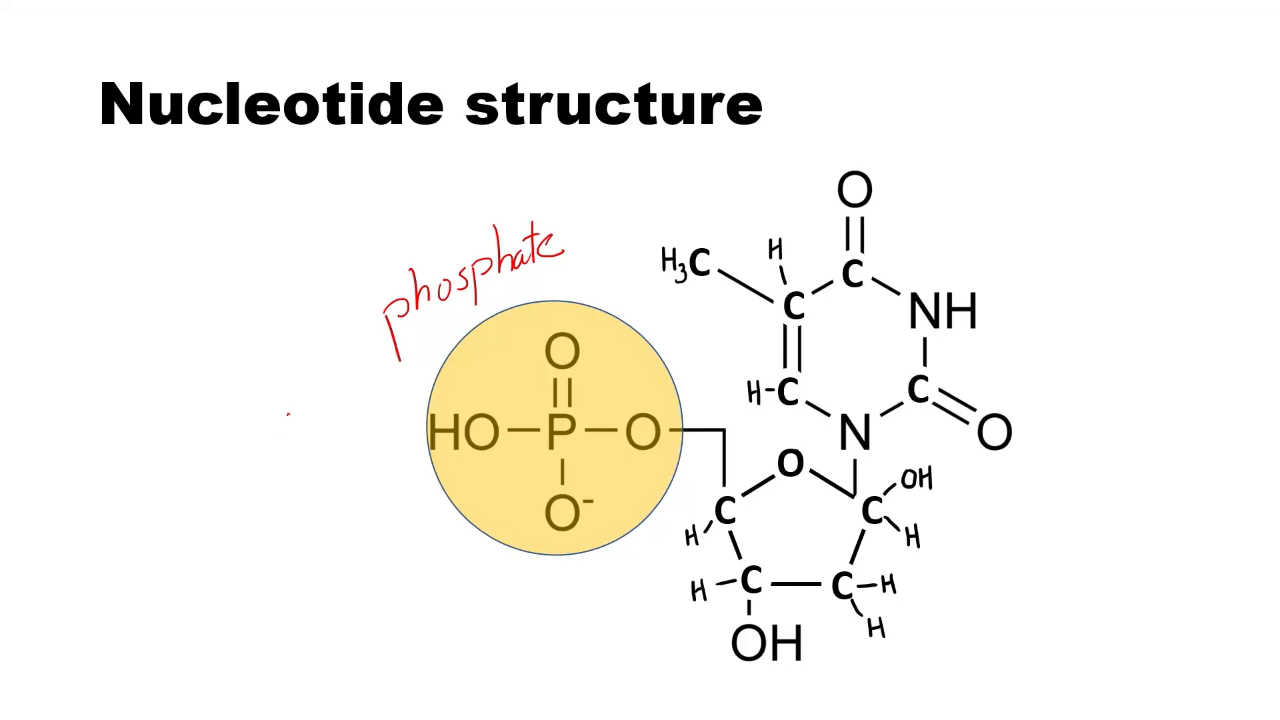 Nucleotide structure
phosphate
O
H₃C H C
C NH
O
HO P O H-C C
N O
O⁻ O
C C OH
H H
H C C H
H
OH